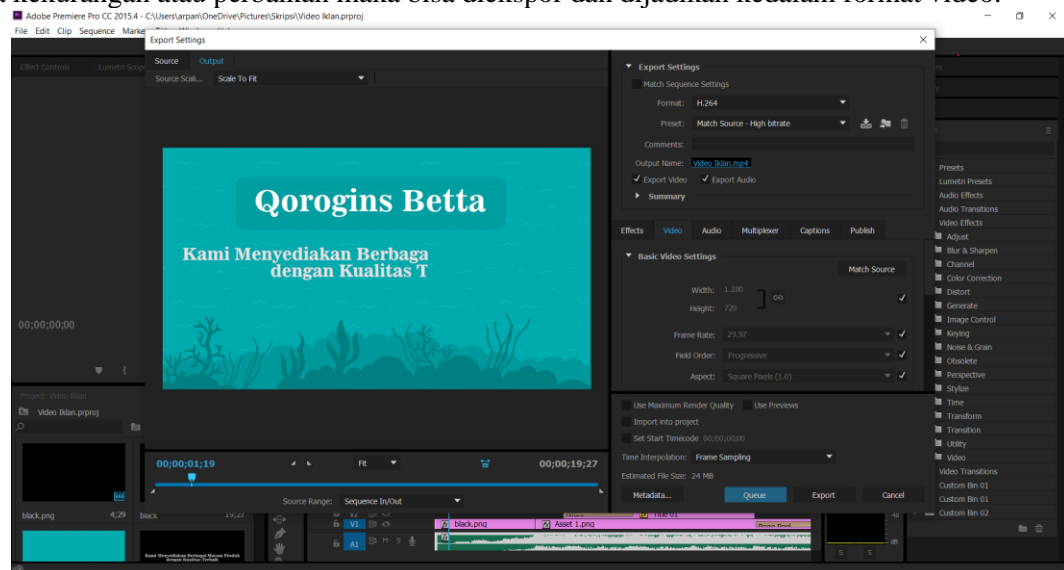 kekurangan atau perbaikan maka bisa diekspor dan dijadikan kedalam format video.
Adobe Premiere Pro CC 2015.4 - C:\Users\arpan\OneDrive\Pictures\Skripsi\Video Iklan.prproj
File Edit Clip Sequence
Export Settings
Effect Controls
Source Output
Source Scali... Scale To Fit
Qorogins Betta
Kami Menyediakan Berbaga
dengan Kualitas T
00;00;00;00
00;00;01;19 Fit 00;00;19;27
Source Range: Sequence In/Out
Export Settings
Match Sequence Settings
Format: H.264
Preset: Match Source - High bitrate
Comments:
Output Name: Video Iklan.mp4
Export Video Export Audio
Summary
Effects Video Audio Multiplexer Captions Publish
Basic Video Settings
Match Source
Width: 1.280
Height: 720
Frame Rate: 29,97
Field Order: Progressive
Aspect: Square Pixels (1.0)
Use Maximum Render Quality Use Previews
Import into project
Set Start Timecode 00;00;00;00
Time Interpolation: Frame Sampling
Estimated File Size: 24 MB
Metadata... Queue Export Cancel
Presets
Lumetri Presets
Audio Effects
Audio Transitions
Video Effects
Adjust
Blur & Sharpen
Channel
Color Correction
Distort
Generate
Image Control
Keying
Noise & Grain
Obsolete
Perspective
Stylize
Time
Transform
Transition
Utility
Video
Video Transitions
Custom Bin 01
Custom Bin 01
Custom Bin 02
Project: Video Iklan
Video Iklan.prproj
black.png 4;29 black 19;27
Kami Menyediakan Berbagai Macam Produk
dengan Kualitas Terbaik
V1 black.png Asset 1.png
A1 M S
S S